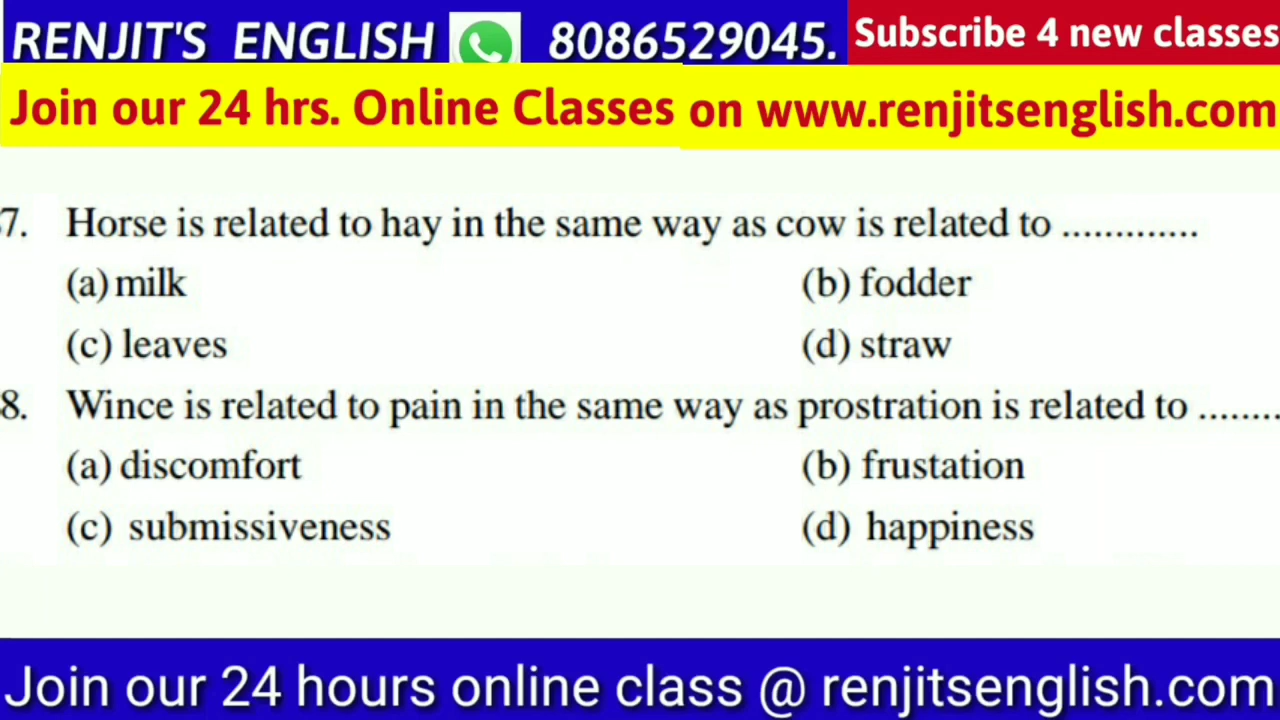 RENJIT'S ENGLISH 8086529045. Subscribe 4 new classes
Join our 24 hrs. Online Classes on www.renjitsenglish.com
7. Horse is related to hay in the same way as cow is related to .............
(a) milk (b) fodder
(c) leaves (d) straw
8. Wince is related to pain in the same way as prostration is related to ........
(a) discomfort (b) frustation
(c) submissiveness (d) happiness
Join our 24 hours online class @ renjitsenglish.com